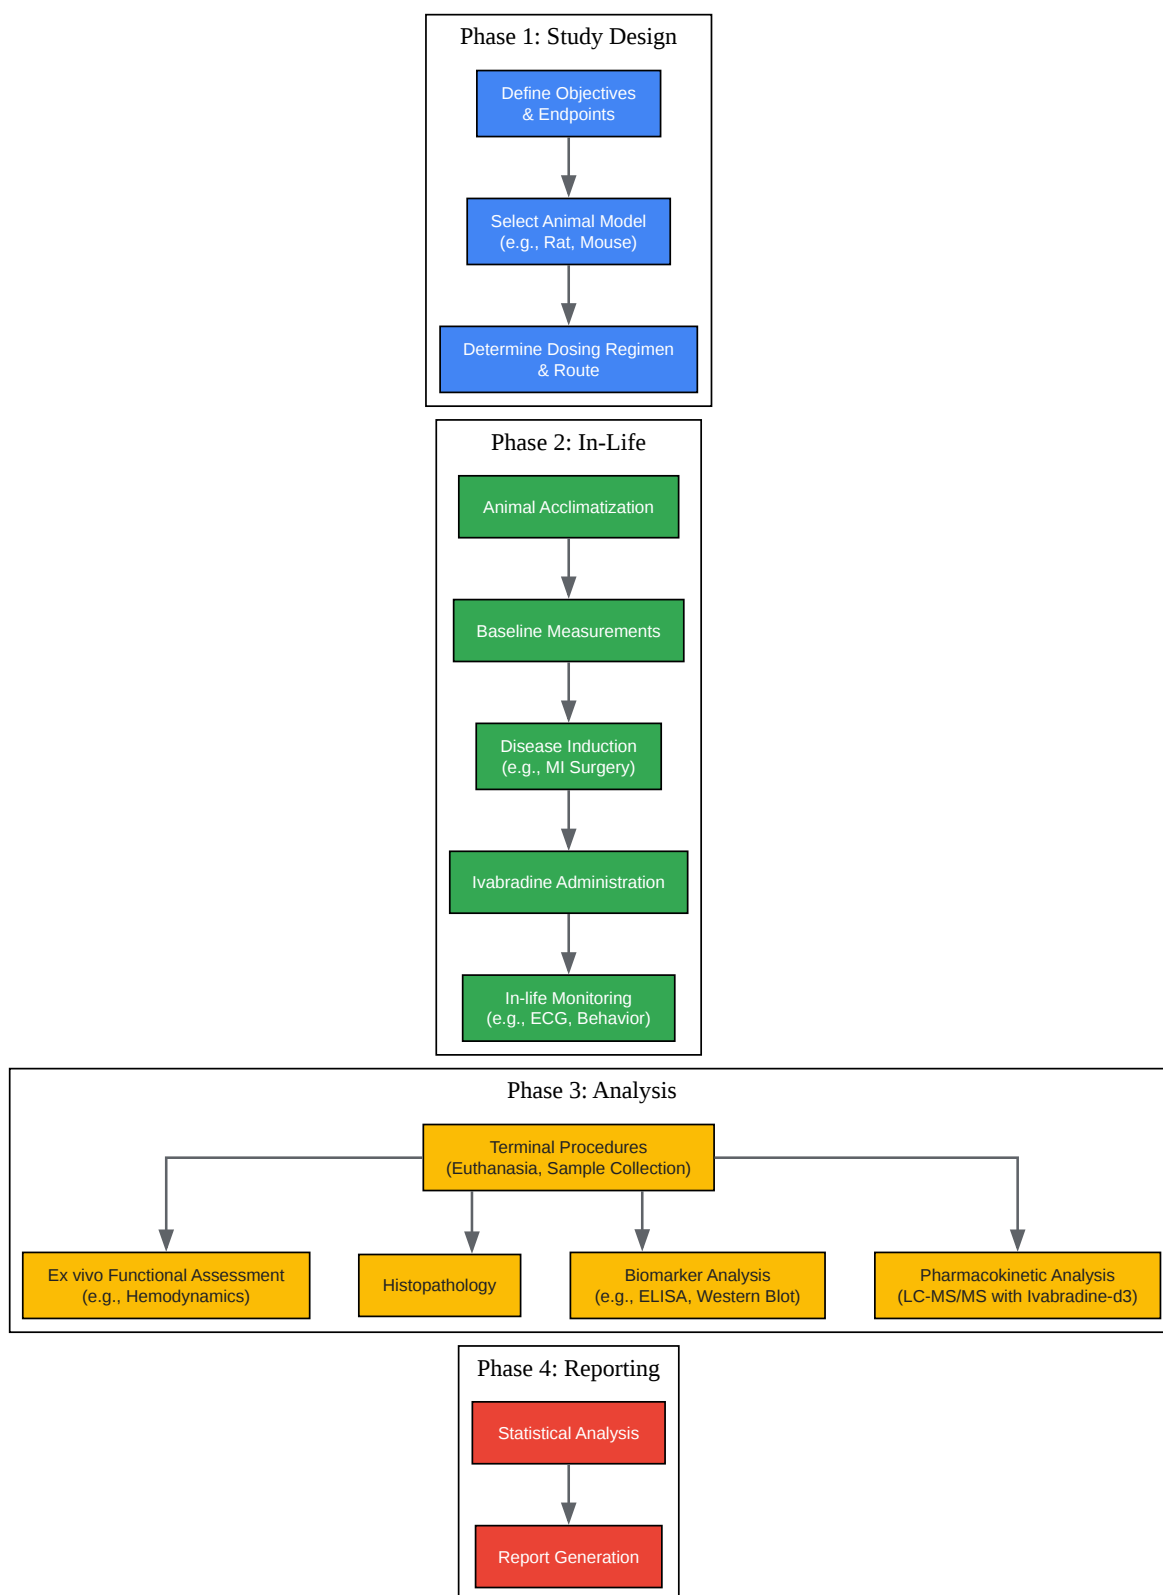 Phase 1: Study Design
Define Objectives
& Endpoints
Select Animal Model
(e.g., Rat, Mouse)
Determine Dosing Regimen
& Route
Phase 2: In-Life
Animal Acclimatization
Baseline Measurements
Disease Induction
(e.g., MI Surgery)
Ivabradine Administration
In-life Monitoring
(e.g., ECG, Behavior)
Phase 3: Analysis
Terminal Procedures
(Euthanasia, Sample Collection)
Ex vivo Functional Assessment
(e.g., Hemodynamics)
Histopathology
Biomarker Analysis
(e.g., ELISA, Western Blot)
Pharmacokinetic Analysis
(LC-MS/MS with Ivabradine-d3)
Phase 4: Reporting
Statistical Analysis
Report Generation